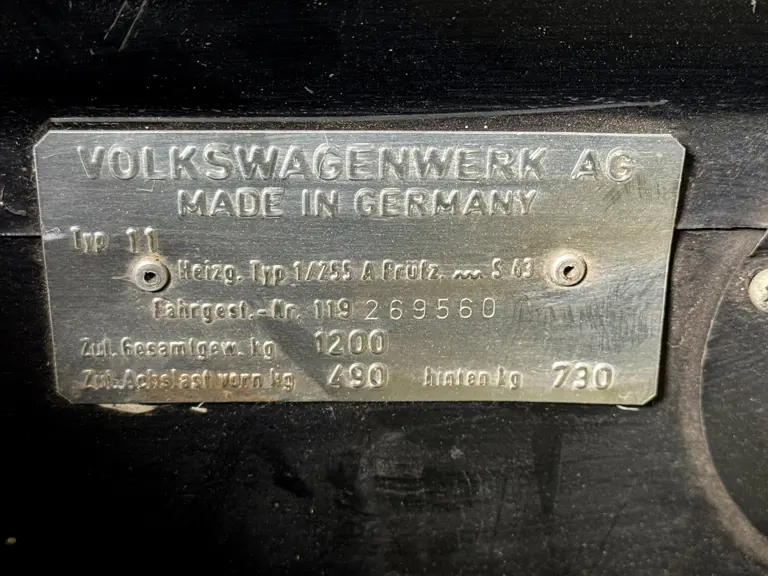 VOLKSWAGENWERK AG
MADE IN GERMANY
Typ 11
Heizg. Typ 1/255 A Prüfz. ~~~ S 63
Fahrgest.-Nr. 119 269560
Zul. Gesamtgew. kg 1200
Zul. Achslast vorn kg 490 hinten kg 730